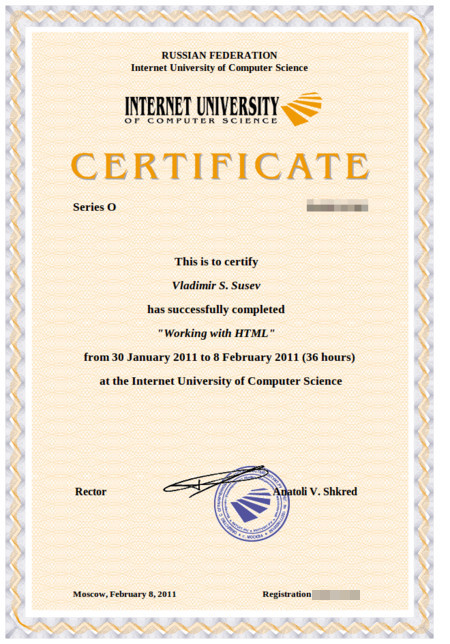 RUSSIAN FEDERATION
Internet University of Computer Science
INTERNET UNIVERSITY
OF COMPUTER SCIENCE
CERTIFICATE
Series O
This is to certify
Vladimir S. Susev
has successfully completed
"Working with HTML"
from 30 January 2011 to 8 February 2011 (36 hours)
at the Internet University of Computer Science
Rector Anatoli V. Shkred
Moscow, February 8, 2011 Registration